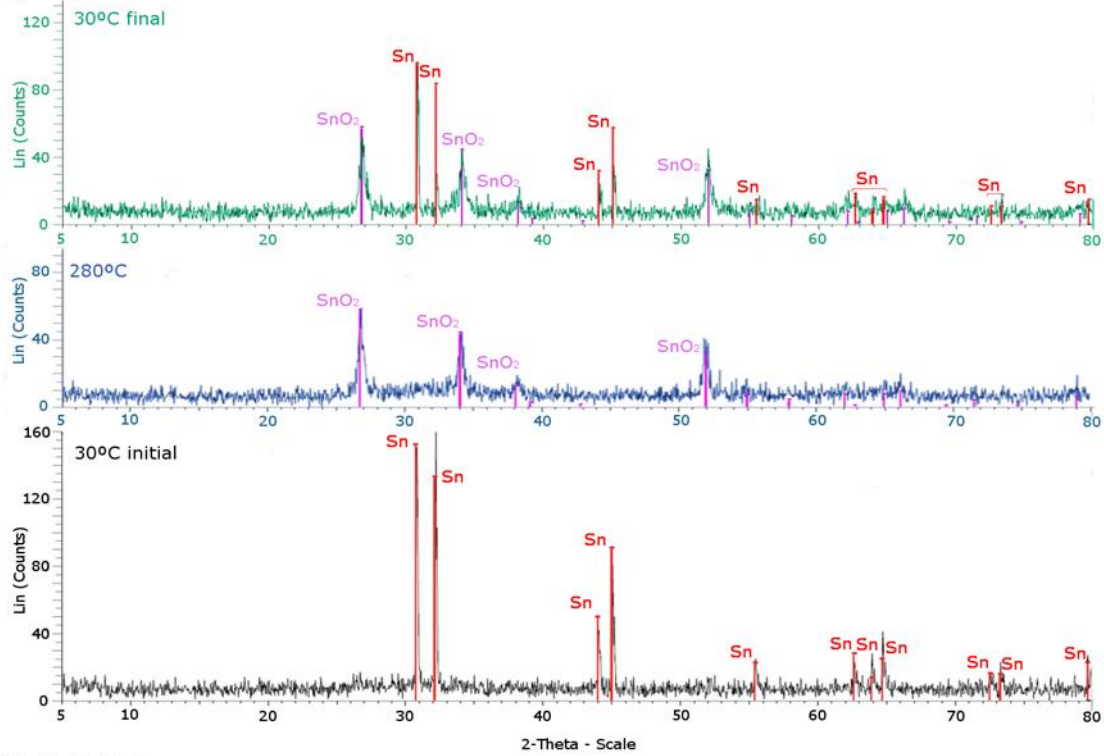 30ºC final
Lin (Counts)
120
80
40
0
SnO₂
Sn
Sn
SnO₂
SnO₂
Sn
Sn
SnO₂
Sn
Sn
Sn
Sn
5 10 20 30 40 50 60 70 80
280ºC
Lin (Counts)
80
40
0
SnO₂
SnO₂
SnO₂
SnO₂
5 10 20 30 40 50 60 70 80
30ºC initial
Lin (Counts)
160
120
80
40
0
Sn
Sn
Sn
Sn
Sn
Sn Sn Sn
Sn Sn
Sn
5 10 20 30 40 50 60 70 80
2-Theta - Scale